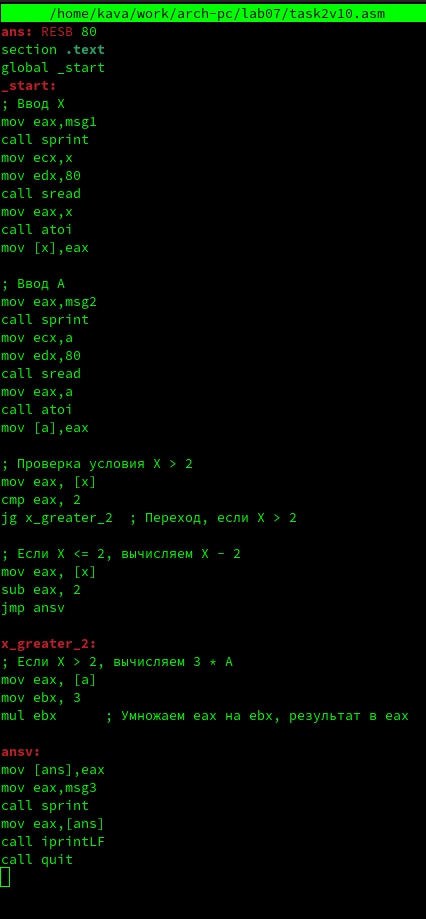 /home/kava/work/arch-pc/lab07/task2v10.asm
ans: RESB 80
section .text
global _start
_start:
; Ввод X
mov eax,msg1
call sprint
mov ecx,x
mov edx,80
call sread
mov eax,x
call atoi
mov [x],eax
; Ввод A
mov eax,msg2
call sprint
mov ecx,a
mov edx,80
call sread
mov eax,a
call atoi
mov [a],eax
; Проверка условия X > 2
mov eax, [x]
cmp eax, 2
jg x_greater_2  ; Переход, если X > 2
; Если X <= 2, вычисляем X - 2
mov eax, [x]
sub eax, 2
jmp ansv
x_greater_2:
; Если X > 2, вычисляем 3 * A
mov eax, [a]
mov ebx, 3
mul ebx      ; Умножаем eax на ebx, результат в eax
ansv:
mov [ans],eax
mov eax,msg3
call sprint
mov eax,[ans]
call iprintLF
call quit